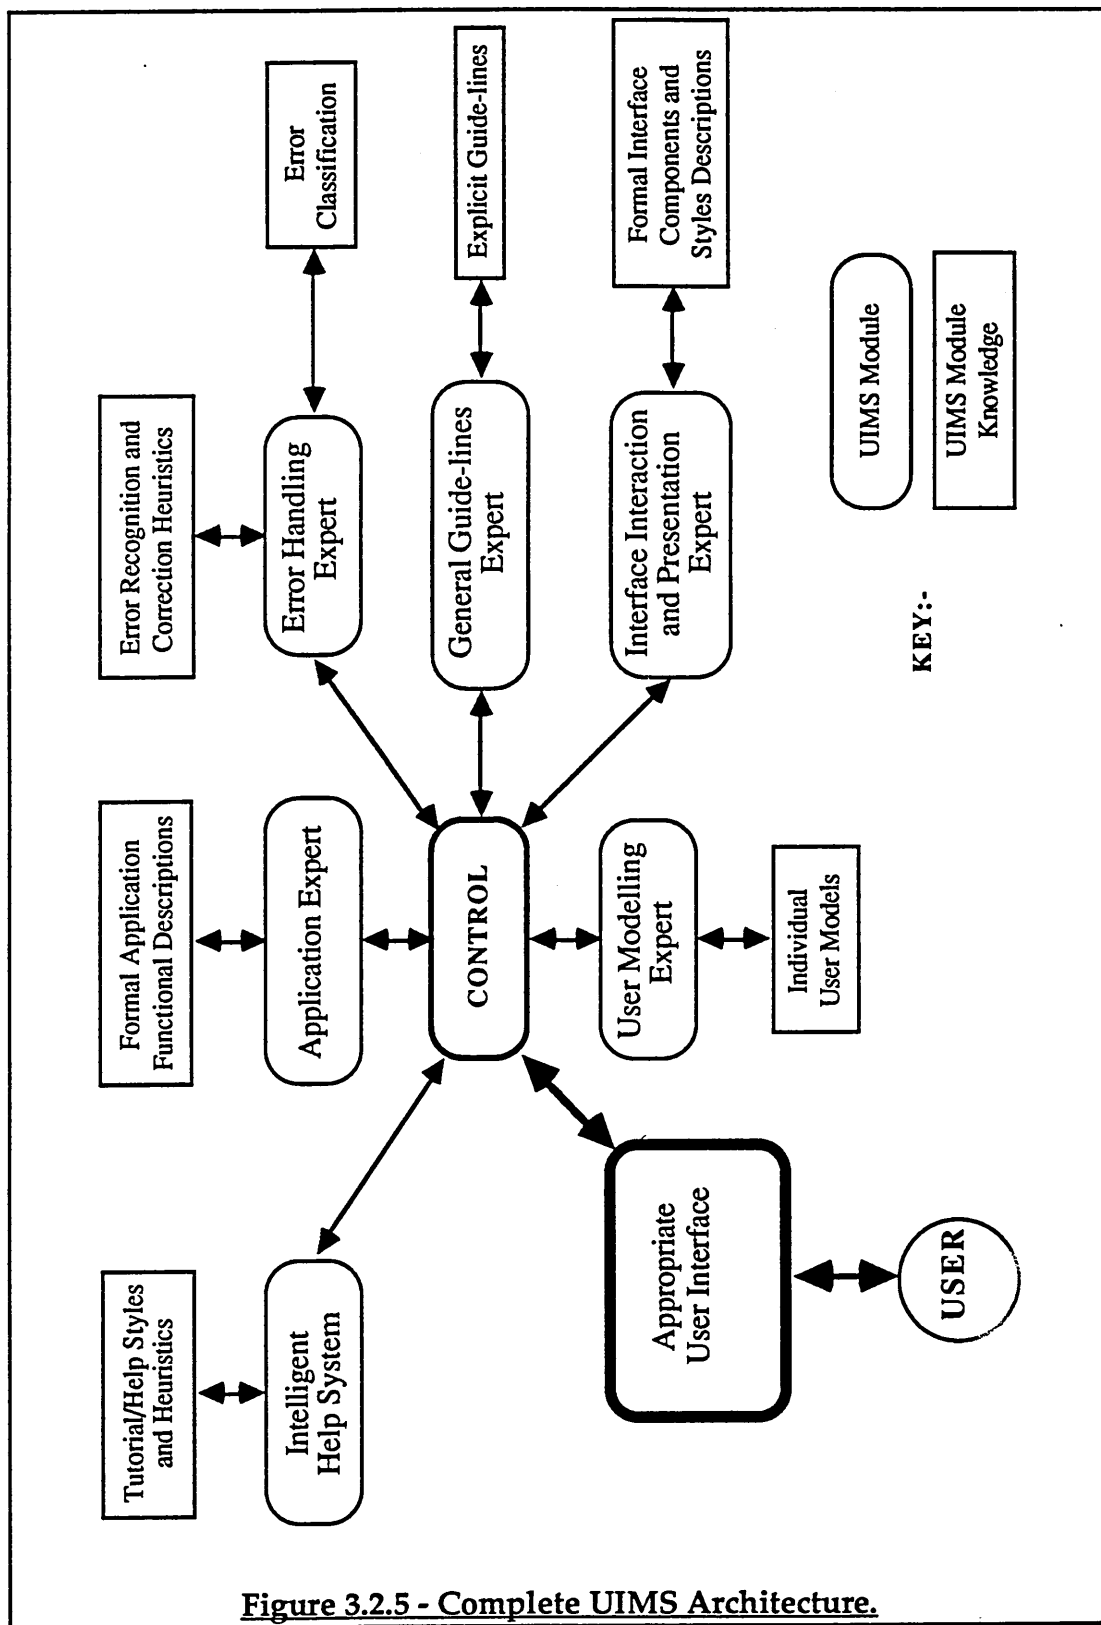 Tutorial/Help Styles
and Heuristics
Formal Application
Functional Descriptions
Error Recognition and
Correction Heuristics
Intelligent
Help System
Application Expert
Error Handling
Expert
Error
Classification
CONTROL
General Guide-lines
Expert
Explicit Guide-lines
Appropriate
User Interface
User Modelling
Expert
Interface Interaction
and Presentation
Expert
Formal Interface
Components and
Styles Descriptions
Individual
User Models
USER
KEY:-
UIMS Module
UIMS Module
Knowledge
Figure 3.2.5 - Complete UIMS Architecture.